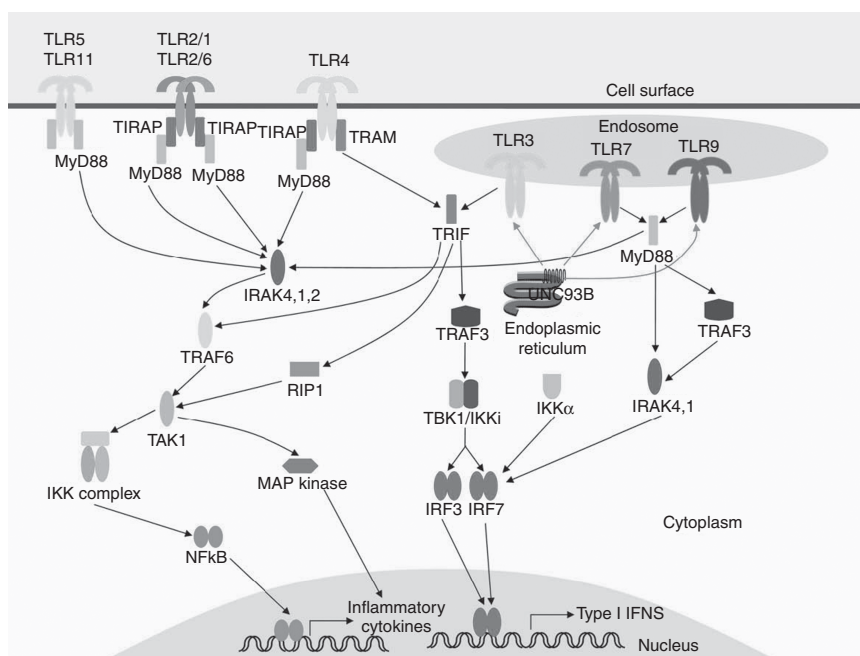 TLR5
TLR11
TLR2/1
TLR2/6
TLR4
Cell surface
TIRAP
TIRAP
TIRAP
TRAM
MyD88
MyD88
MyD88
MyD88
Endosome
TLR3
TLR7
TLR9
TRIF
MyD88
IRAK4,1,2
UNC93B
Endoplasmic
reticulum
TRAF3
TRAF3
TRAF6
RIP1
TBK1/IKKi
IKKα
IRAK4,1
TAK1
IKK complex
MAP kinase
IRF3
IRF7
Cytoplasm
NFkB
Inflammatory
cytokines
Type I IFNS
Nucleus